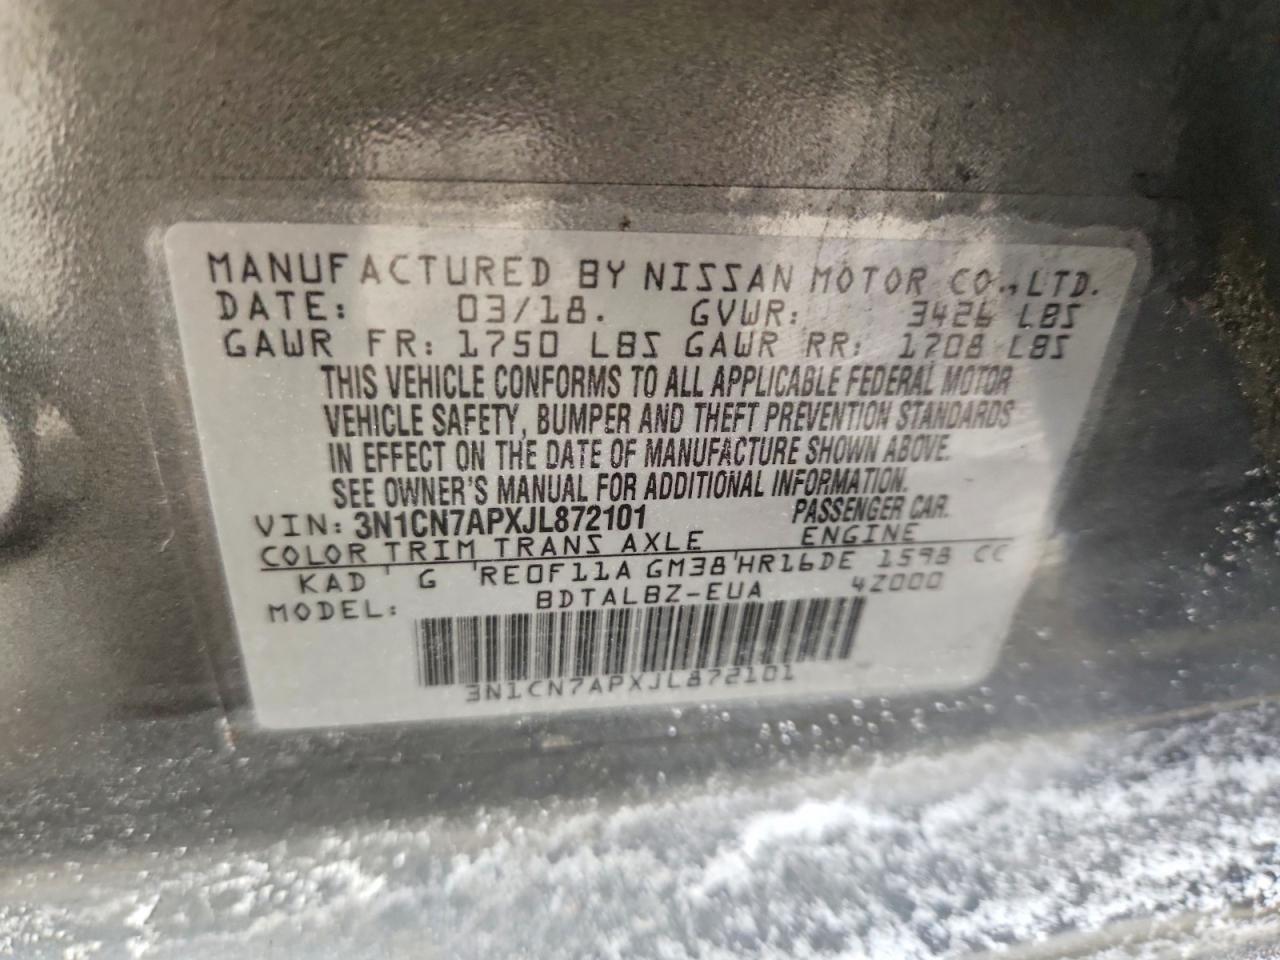 MANUFACTURED BY NISSAN MOTOR CO.,LTD.
DATE: 03/18. GVWR: 3426 LBS
GAWR FR: 1750 LBS GAWR RR: 1708 LBS
THIS VEHICLE CONFORMS TO ALL APPLICABLE FEDERAL MOTOR
VEHICLE SAFETY, BUMPER AND THEFT PREVENTION STANDARDS
IN EFFECT ON THE DATE OF MANUFACTURE SHOWN ABOVE.
SEE OWNER'S MANUAL FOR ADDITIONAL INFORMATION.
VIN: 3N1CN7APXJL872101 PASSENGER CAR.
COLOR TRIM TRANS AXLE ENGINE
KAD ' G 'RE0F11A GM38'HR16DE 1598 CC
MODEL: BDTALBZ-EUA 4Z000
3N1CN7APXJL872101